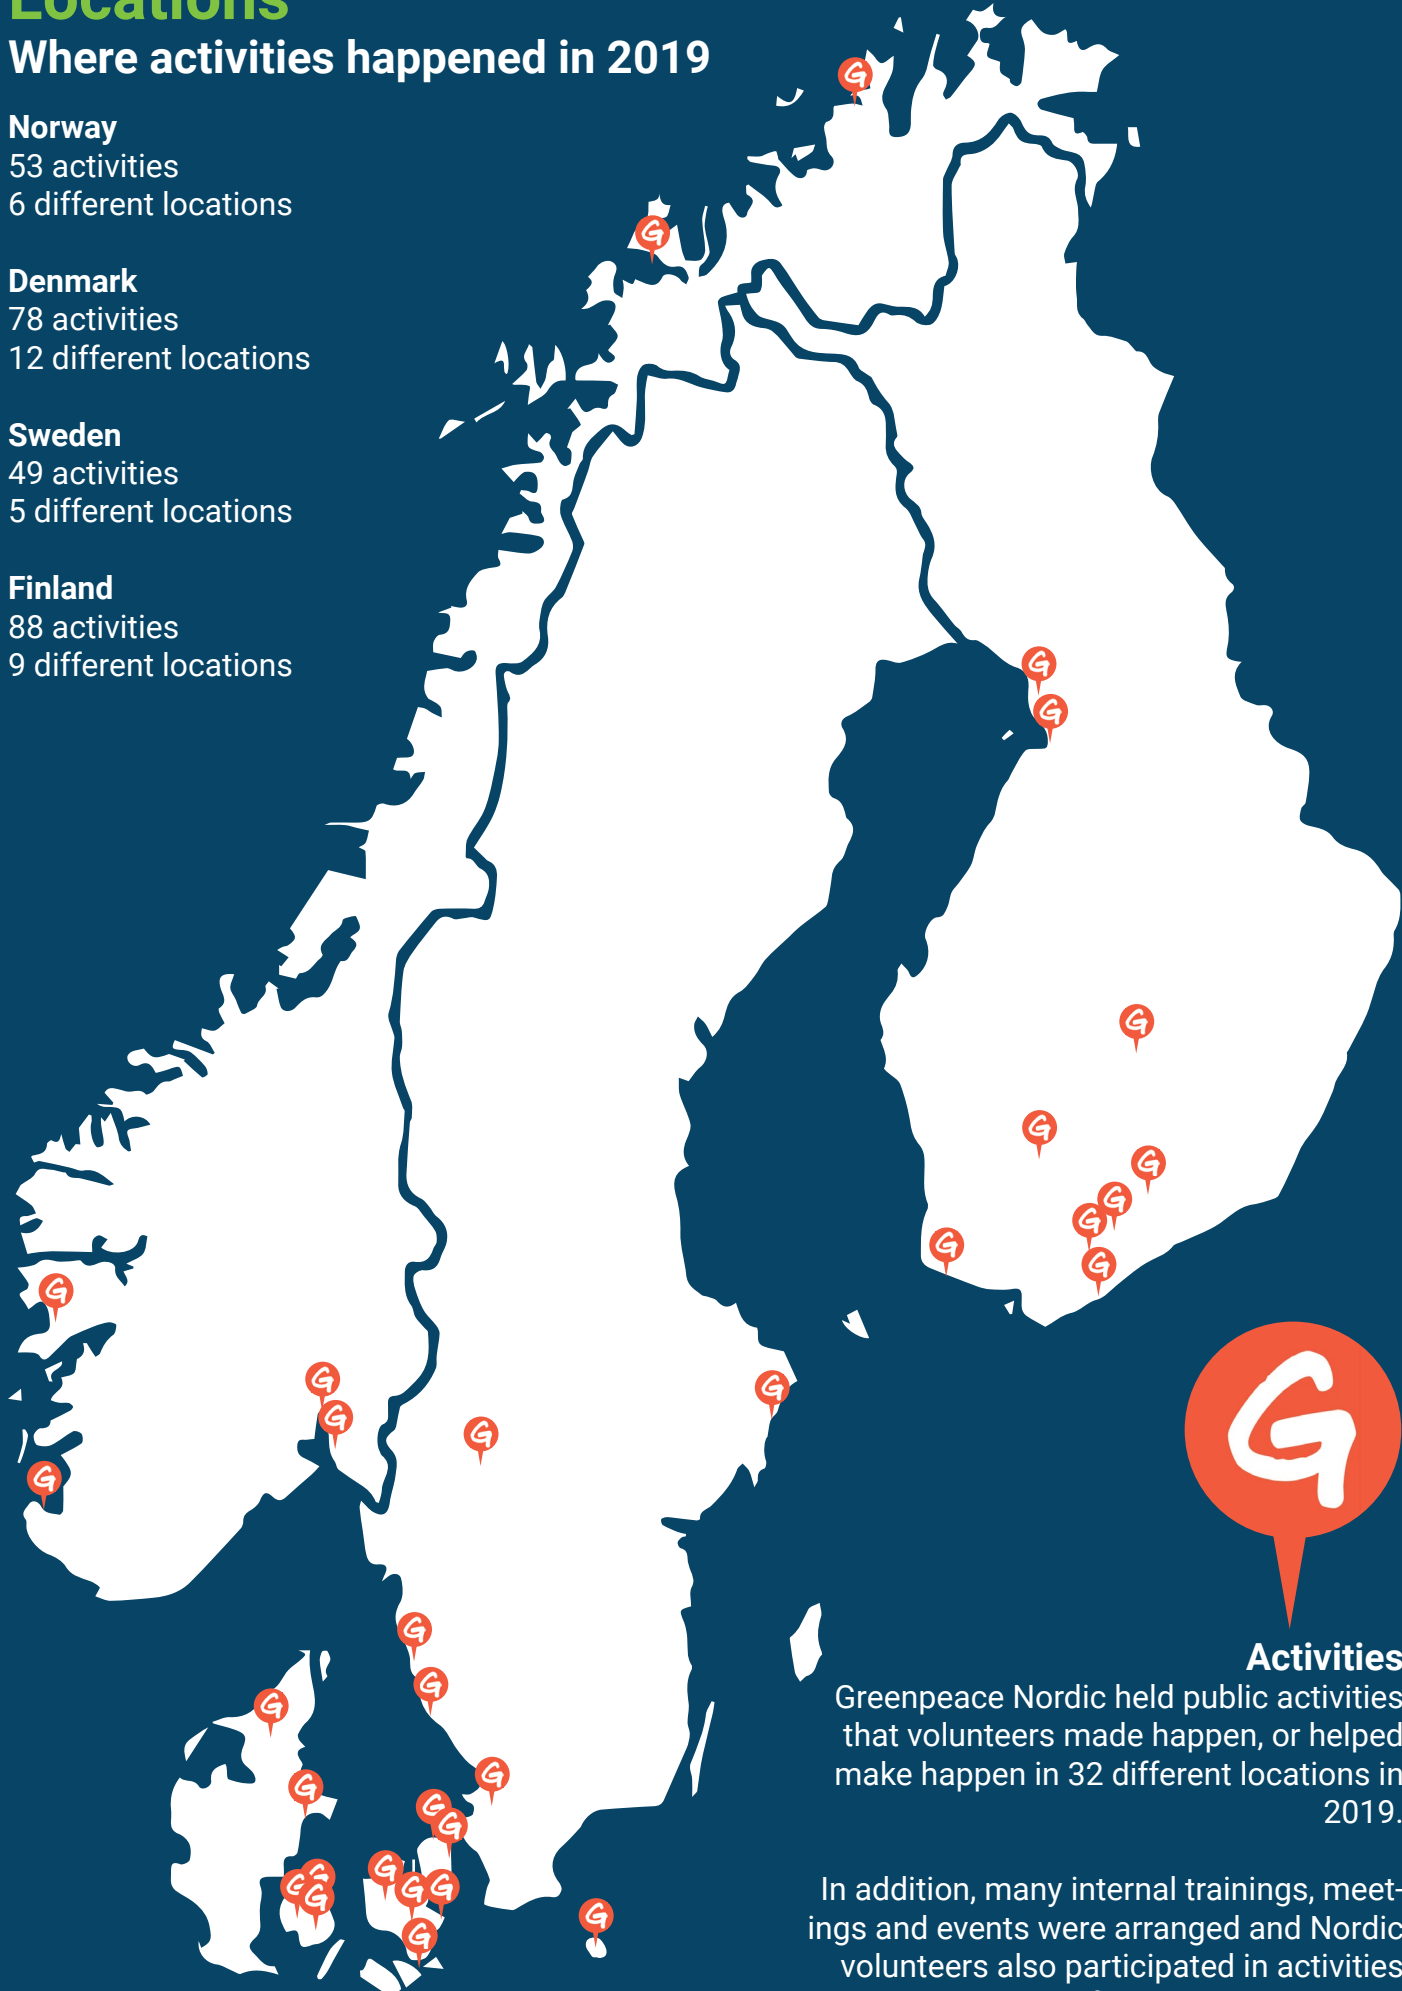 Locations
Where activities happened in 2019
Norway
53 activities
6 different locations
Denmark
78 activities
12 different locations
Sweden
49 activities
5 different locations
Finland
88 activities
9 different locations
Activities
Greenpeace Nordic held public activities
that volunteers made happen, or helped
make happen in 32 different locations in
2019.
In addition, many internal trainings, meet-
ings and events were arranged and Nordic
volunteers also participated in activities